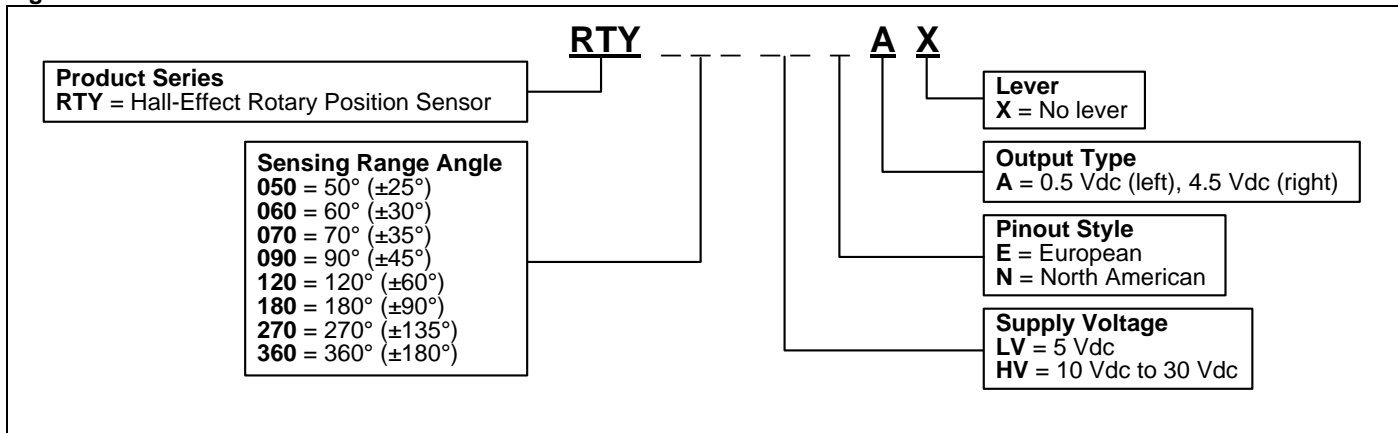 RTY _ _ _ _ _ _ A X
Product Series
RTY = Hall-Effect Rotary Position Sensor
Sensing Range Angle
050 = 50° (±25°)
060 = 60° (±30°)
070 = 70° (±35°)
090 = 90° (±45°)
120 = 120° (±60°)
180 = 180° (±90°)
270 = 270° (±135°)
360 = 360° (±180°)
Lever
X = No lever
Output Type
A = 0.5 Vdc (left), 4.5 Vdc (right)
Pinout Style
E = European
N = North American
Supply Voltage
LV = 5 Vdc
HV = 10 Vdc to 30 Vdc